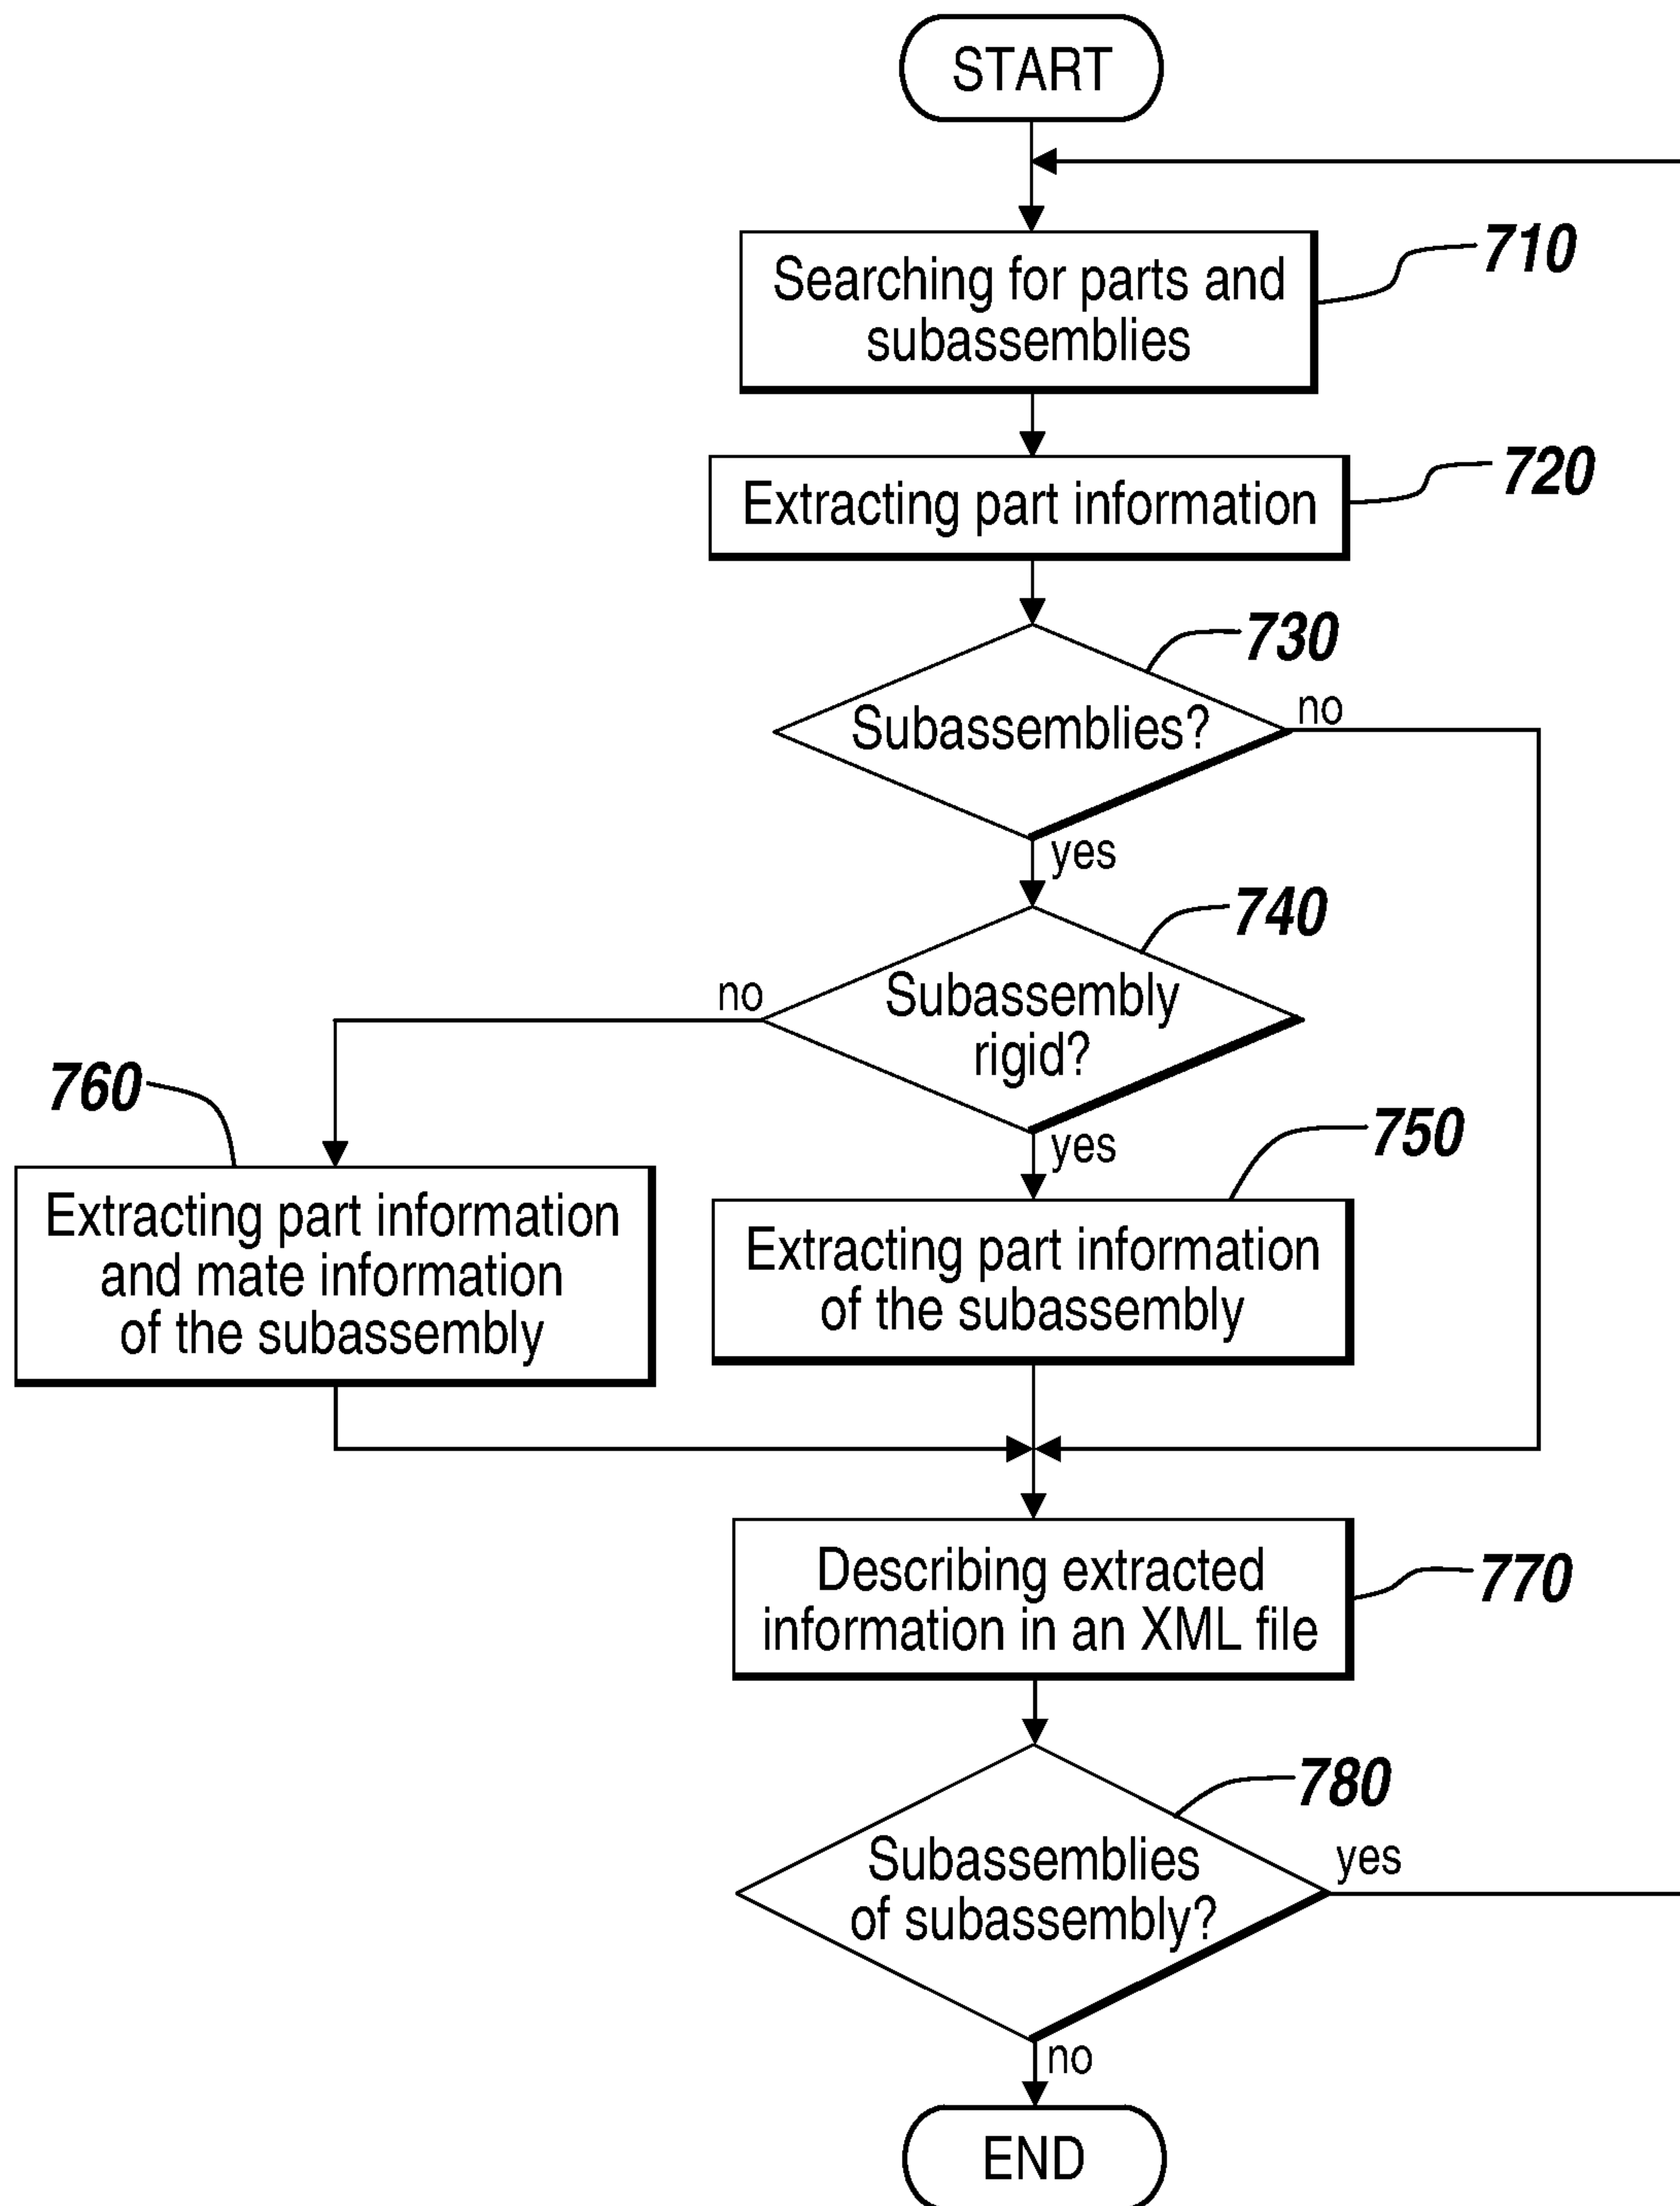 START
Searching for parts and
subassemblies
710
Extracting part information
720
730
Subassemblies?
no
yes
740
Subassembly
rigid?
no
yes
760
Extracting part information
and mate information
of the subassembly
750
Extracting part information
of the subassembly
Describing extracted
information in an XML file
770
780
Subassemblies
of subassembly?
yes
no
END